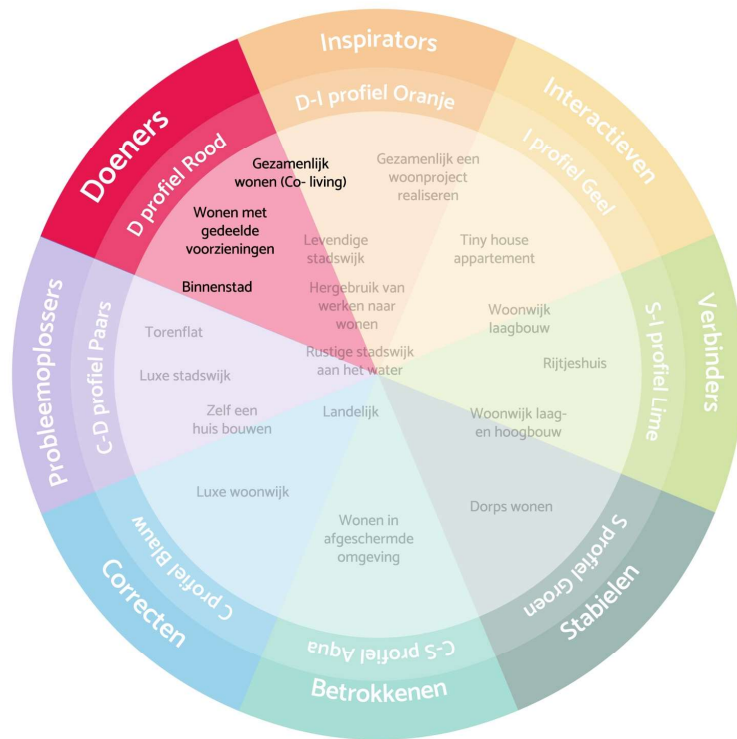 Inspirators
D-I profiel Oranje
Interactieven
I profiel Geel
Doeners
D profiel Rood
Verbinders
S-I profiel Lime
Probleemoplossers
C-D profiel Paars
Stabielen
S profiel Groen
Correcten
C profiel Blauw
Betrokkenen
C-S profiel Aqua
Gezamenlijk
wonen (Co- living)
Gezamenlijk een
woonproject
realiseren
Wonen met
gedeelde
voorzieningen
Levendige
stadswijk
Tiny house
appartement
Binnenstad
Hergebruik van
werken naar
wonen
Woonwijk
laagbouw
Torenflat
Rustige stadswijk
aan het water
Rijtjeshuis
Luxe stadswijk
Zelf een
huis bouwen
Landelijk
Woonwijk laag-
en hoogbouw
Luxe woonwijk
Wonen in
afgeschermde
omgeving
Dorps wonen